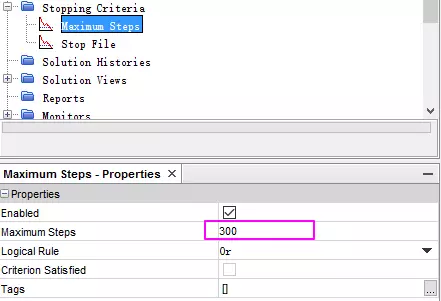 Stopping Criteria
Maximum Steps
Stop File
Solution Histories
Solution Views
Reports
Monitors
Maximum Steps - Properties
Properties
Enabled
Maximum Steps 300
Logical Rule Or
Criterion Satisfied
Tags []
...